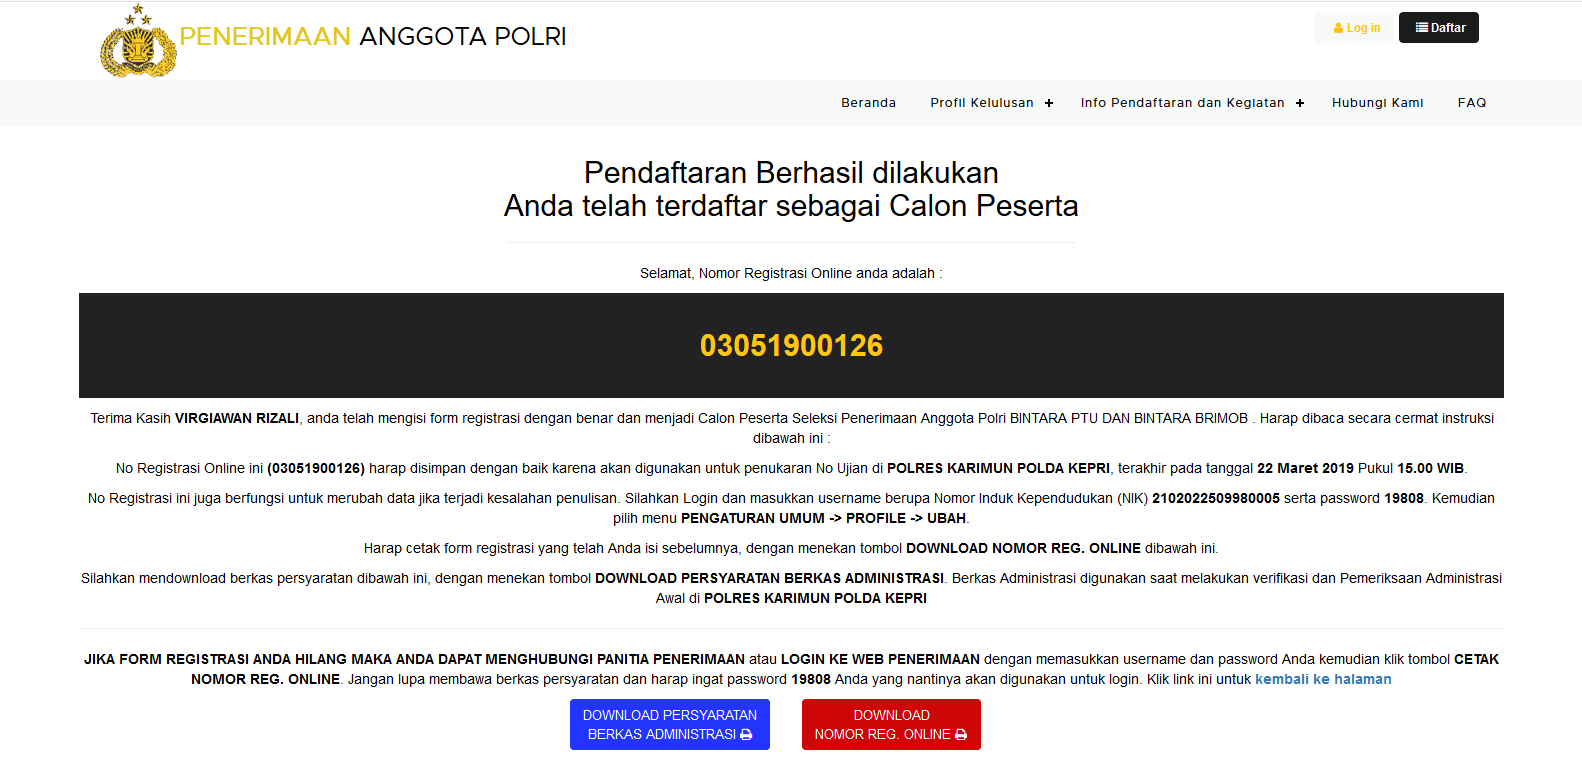 PENERIMAAN ANGGOTA POLRI
Log in
Daftar
Beranda
Profil Kelulusan +
Info Pendaftaran dan Kegiatan +
Hubungi Kami
FAQ
Pendaftaran Berhasil dilakukan
Anda telah terdaftar sebagai Calon Peserta
Selamat, Nomor Registrasi Online anda adalah :
03051900126
Terima Kasih VIRGIAWAN RIZALI, anda telah mengisi form registrasi dengan benar dan menjadi Calon Peserta Seleksi Penerimaan Anggota Polri BINTARA PTU DAN BINTARA BRIMOB . Harap dibaca secara cermat instruksi
dibawah ini :
No Registrasi Online ini (03051900126) harap disimpan dengan baik karena akan digunakan untuk penukaran No Ujian di POLRES KARIMUN POLDA KEPRI, terakhir pada tanggal 22 Maret 2019 Pukul 15.00 WIB.
No Registrasi ini juga berfungsi untuk merubah data jika terjadi kesalahan penulisan. Silahkan Login dan masukkan username berupa Nomor Induk Kependudukan (NIK) 2102022509980005 serta password 19808. Kemudian
pilih menu PENGATURAN UMUM -> PROFILE -> UBAH.
Harap cetak form registrasi yang telah Anda isi sebelumnya, dengan menekan tombol DOWNLOAD NOMOR REG. ONLINE dibawah ini.
Silahkan mendownload berkas persyaratan dibawah ini, dengan menekan tombol DOWNLOAD PERSYARATAN BERKAS ADMINISTRASI. Berkas Administrasi digunakan saat melakukan verifikasi dan Pemeriksaan Administrasi
Awal di POLRES KARIMUN POLDA KEPRI
JIKA FORM REGISTRASI ANDA HILANG MAKA ANDA DAPAT MENGHUBUNGI PANITIA PENERIMAAN atau LOGIN KE WEB PENERIMAAN dengan memasukkan username dan password Anda kemudian klik tombol CETAK
NOMOR REG. ONLINE. Jangan lupa membawa berkas persyaratan dan harap ingat password 19808 Anda yang nantinya akan digunakan untuk login. Klik link ini untuk kembali ke halaman
DOWNLOAD PERSYARATAN
BERKAS ADMINISTRASI
DOWNLOAD
NOMOR REG. ONLINE